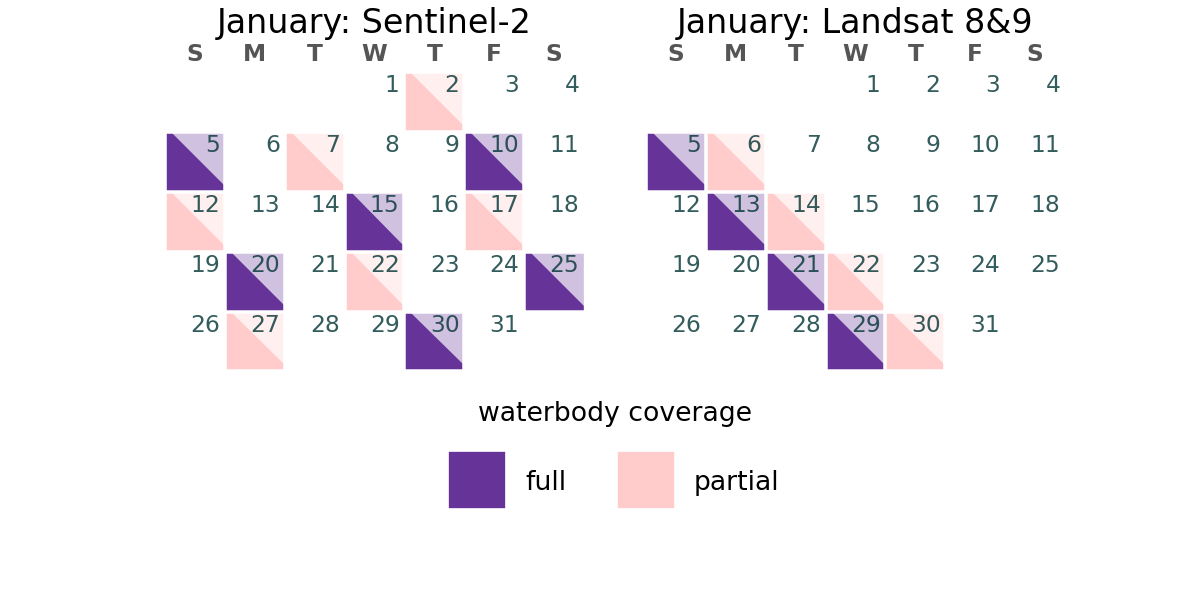 January: Sentinel-2
S M T W T F S
1 2 3 4
5 6 7 8 9 10 11
12 13 14 15 16 17 18
19 20 21 22 23 24 25
26 27 28 29 30 31
January: Landsat 8&9
S M T W T F S
1 2 3 4
5 6 7 8 9 10 11
12 13 14 15 16 17 18
19 20 21 22 23 24 25
26 27 28 29 30 31
waterbody coverage
full partial